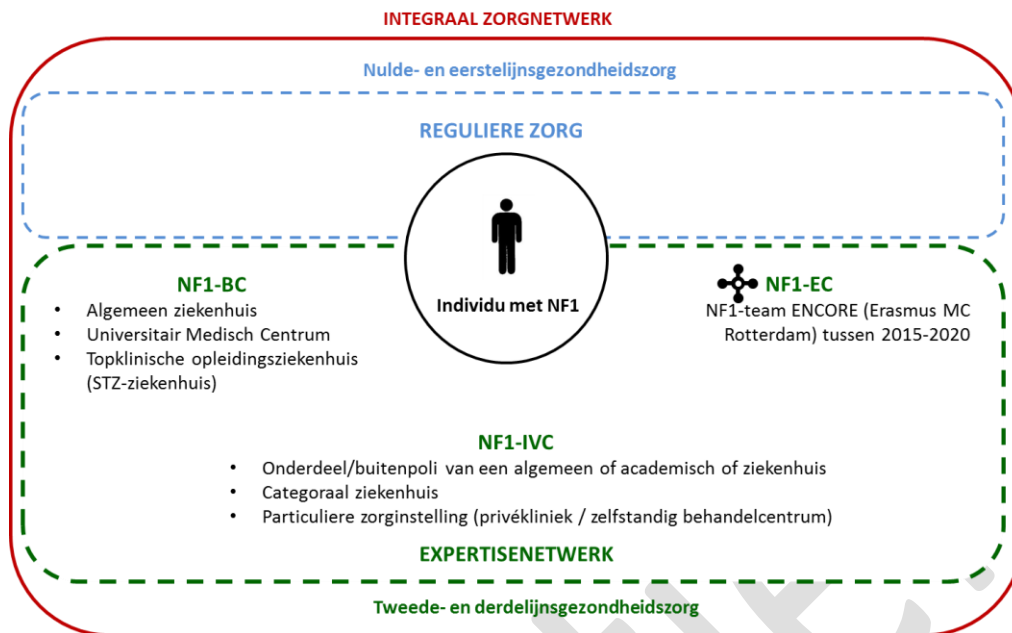 INTEGRAAL ZORGNETWERK
Nulde- en eerstelijnsgezondheidszorg
REGULIERE ZORG
Individu met NF1
NF1-BC
• Algemeen ziekenhuis
• Universitair Medisch Centrum
• Topklinische opleidingsziekenhuis
(STZ-ziekenhuis)
NF1-EC
NF1-team ENCORE (Erasmus MC
Rotterdam) tussen 2015-2020
NF1-IVC
• Onderdeel/buitenpoli van een algemeen of academisch of ziekenhuis
• Categoraal ziekenhuis
• Particuliere zorginstelling (privékliniek / zelfstandig behandelcentrum)
EXPERTISENETWERK
Tweede- en derdelijnsgezondheidszorg